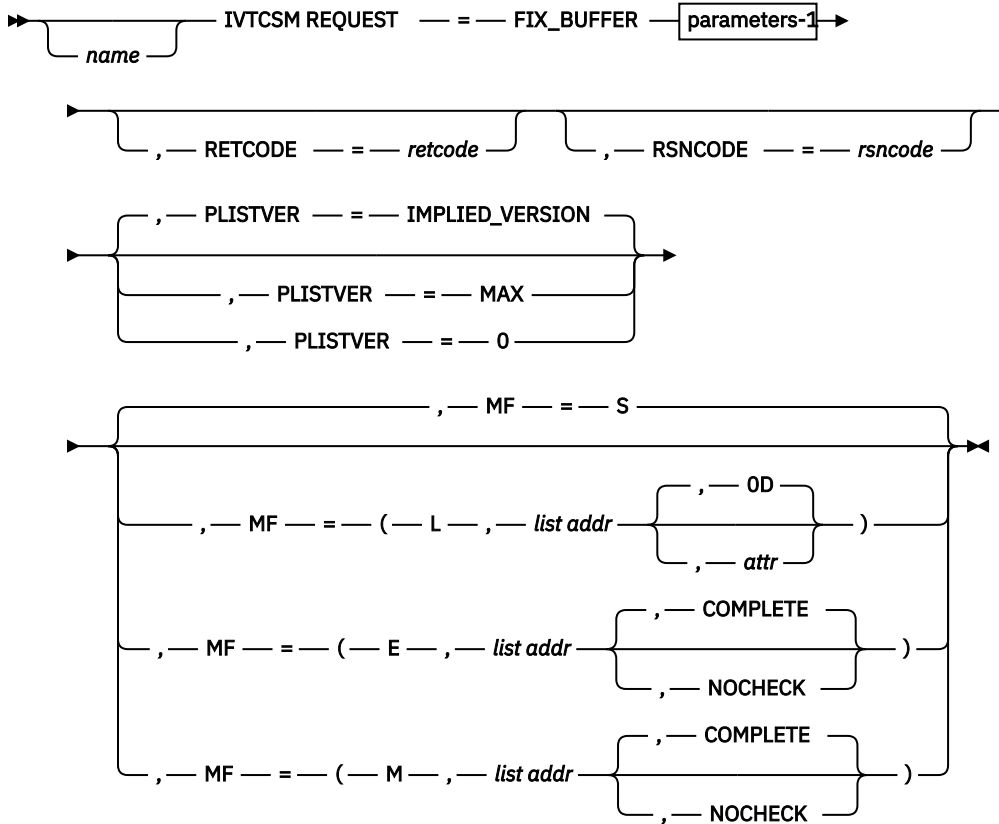 IVTCSM REQUEST = FIX_BUFFER parameters-1
name
, RETCODE = retcode , RSNCODE = rsncode
, PLISTVER = IMPLIED_VERSION
, PLISTVER = MAX
, PLISTVER = 0
, MF = S
, 0D
, MF = ( L , list addr )
, attr
, COMPLETE
, MF = ( E , list addr )
, NOCHECK
, COMPLETE
, MF = ( M , list addr )
, NOCHECK